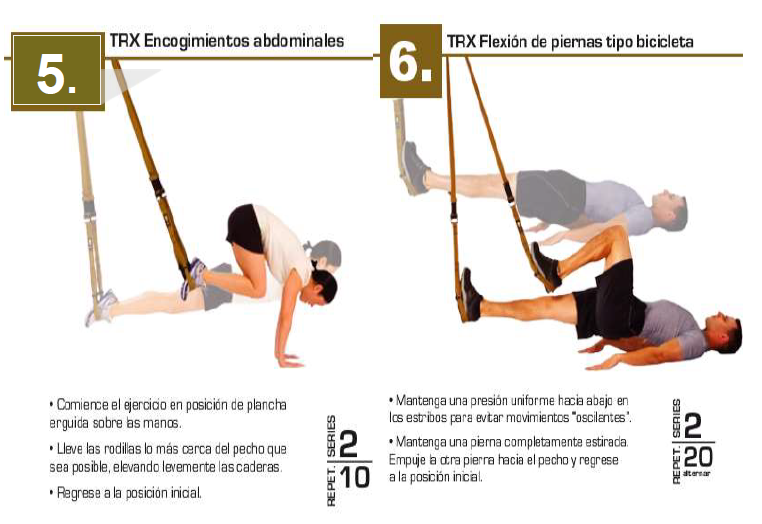 5.
TRX Encogimientos abdominales
• Comience el ejercicio en posición de plancha
erguida sobre las manos.
• Lleve las rodillas lo más cerca del pecho que
sea posible, elevando levemente las caderas.
• Regrese a la posición inicial.
SERIES 2
REPET. 10
6.
TRX Flexión de piernas tipo bicicleta
• Mantenga una presión uniforme hacia abajo en
los estribos para evitar movimientos "oscilantes".
• Mantenga una pierna completamente estirada.
Empuje la otra pierna hacia el pecho y regrese
a la posición inicial.
SERIES 2
REPET. 20
alternar